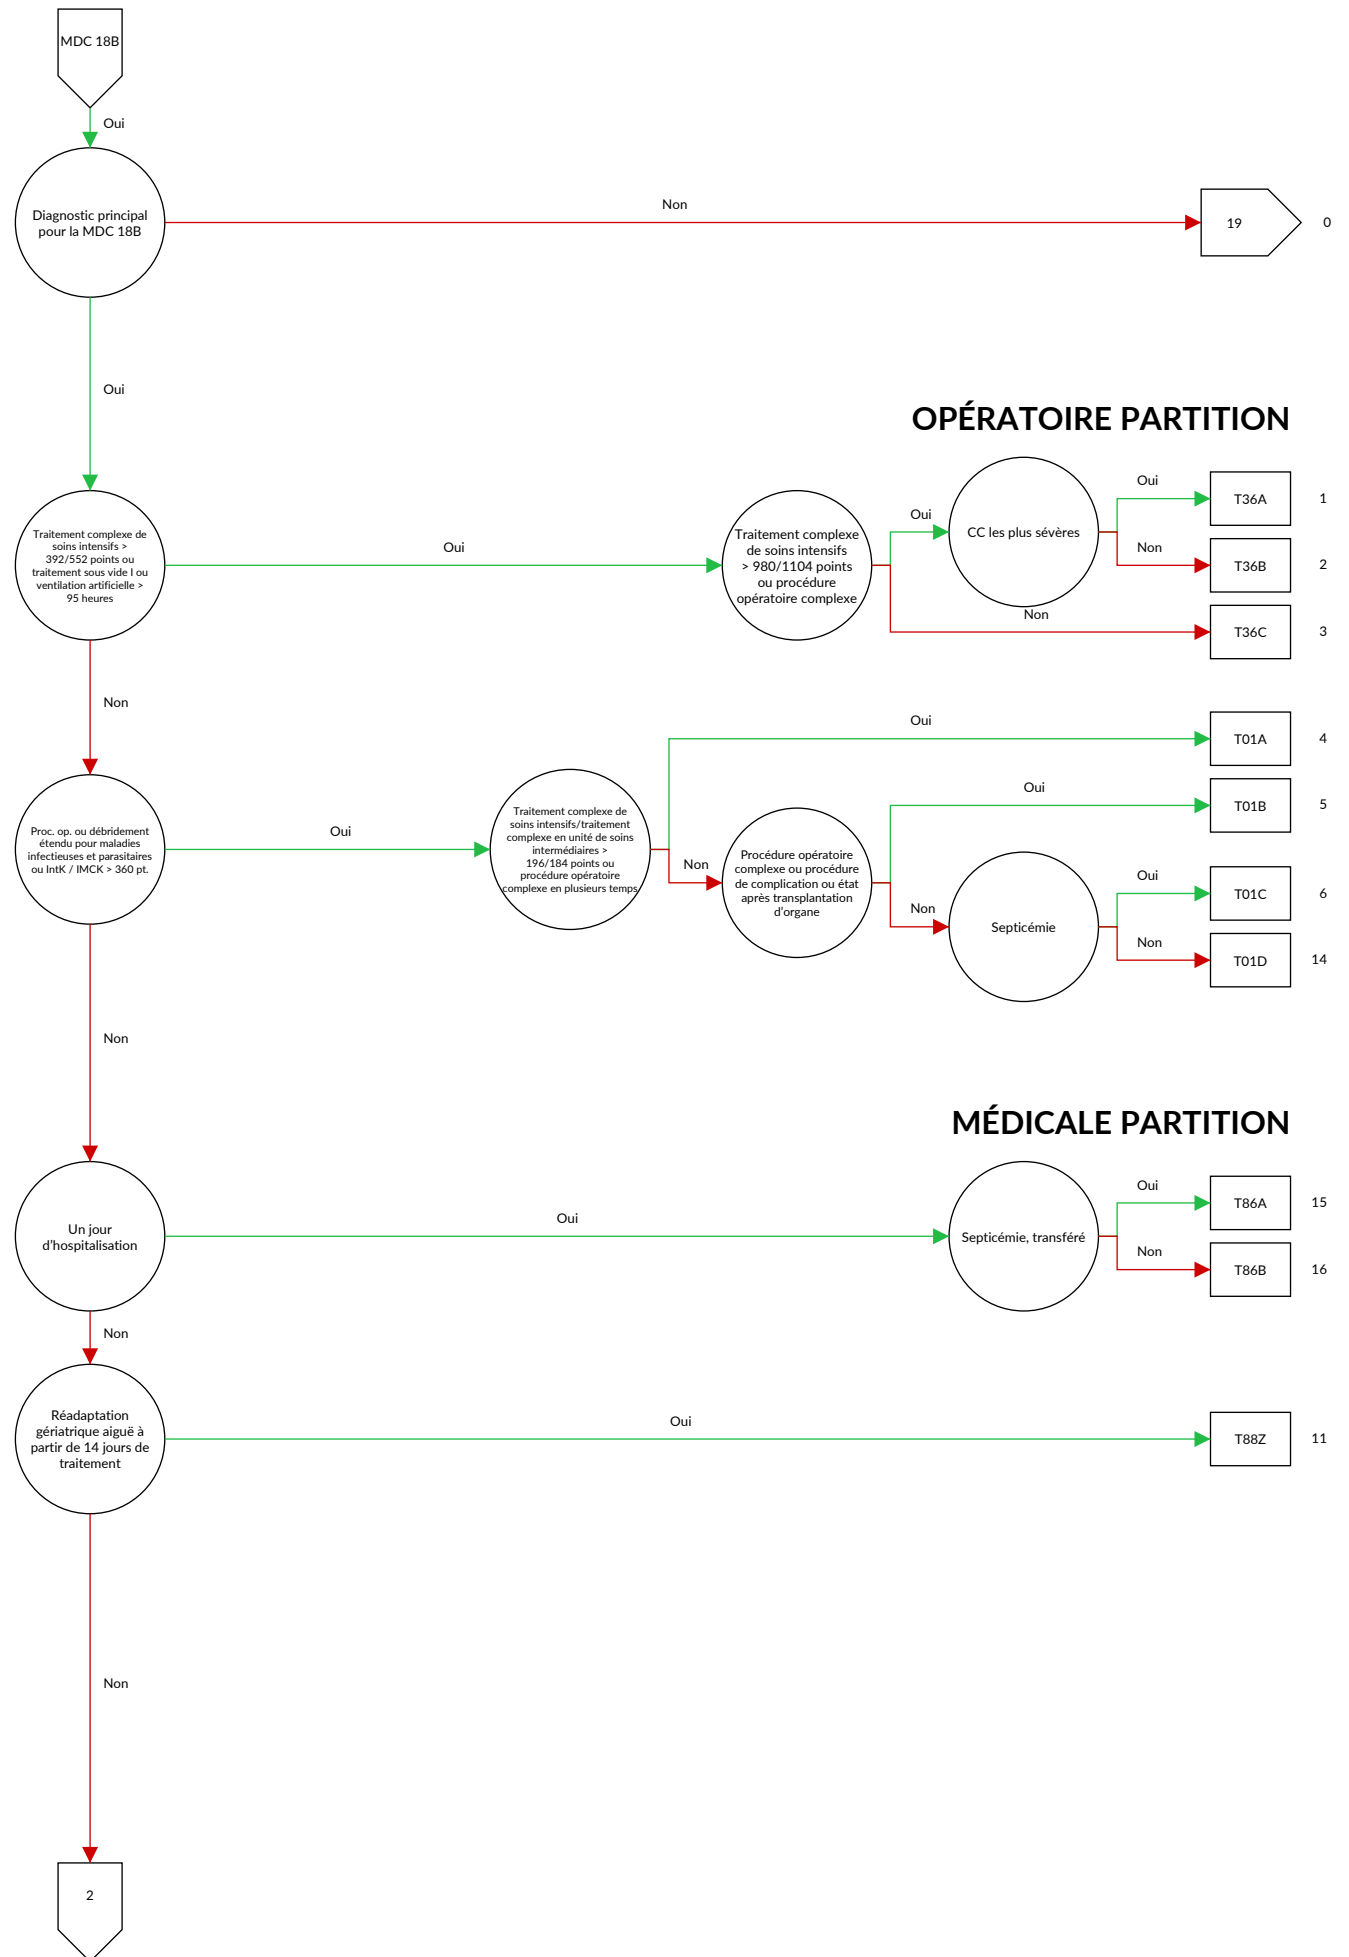 MDC 18B
Oui
Diagnostic principal
pour la MDC 18B
Non
19
0
Oui
OPÉRATOIRE PARTITION
Traitement complexe de
soins intensifs >
392/552 points ou
traitement sous vide I ou
ventilation artificielle >
95 heures
Oui
Traitement complexe
de soins intensifs
> 980/1104 points
ou procédure
opératoire complexe
Oui
CC les plus sévères
Oui
T36A
1
Non
T36B
2
Non
T36C
3
Non
Proc. op. ou débridement
étendu pour maladies
infectieuses et parasitaires
ou IntK / IMCK > 360 pt.
Oui
Traitement complexe de
soins intensifs/traitement
complexe en unité de soins
intermédiaires >
196/184 points ou
procédure opératoire
complexe en plusieurs temps
Oui
T01A
4
Non
Procédure opératoire
complexe ou procédure
de complication ou état
après transplantation
d'organe
Oui
T01B
5
Non
Septicémie
Oui
T01C
6
Non
T01D
14
Non
MÉDICALE PARTITION
Un jour
d'hospitalisation
Oui
Septicémie, transféré
Oui
T86A
15
Non
T86B
16
Non
Réadaptation
gériatrique aiguë à
partir de 14 jours de
traitement
Oui
T88Z
11
Non
2